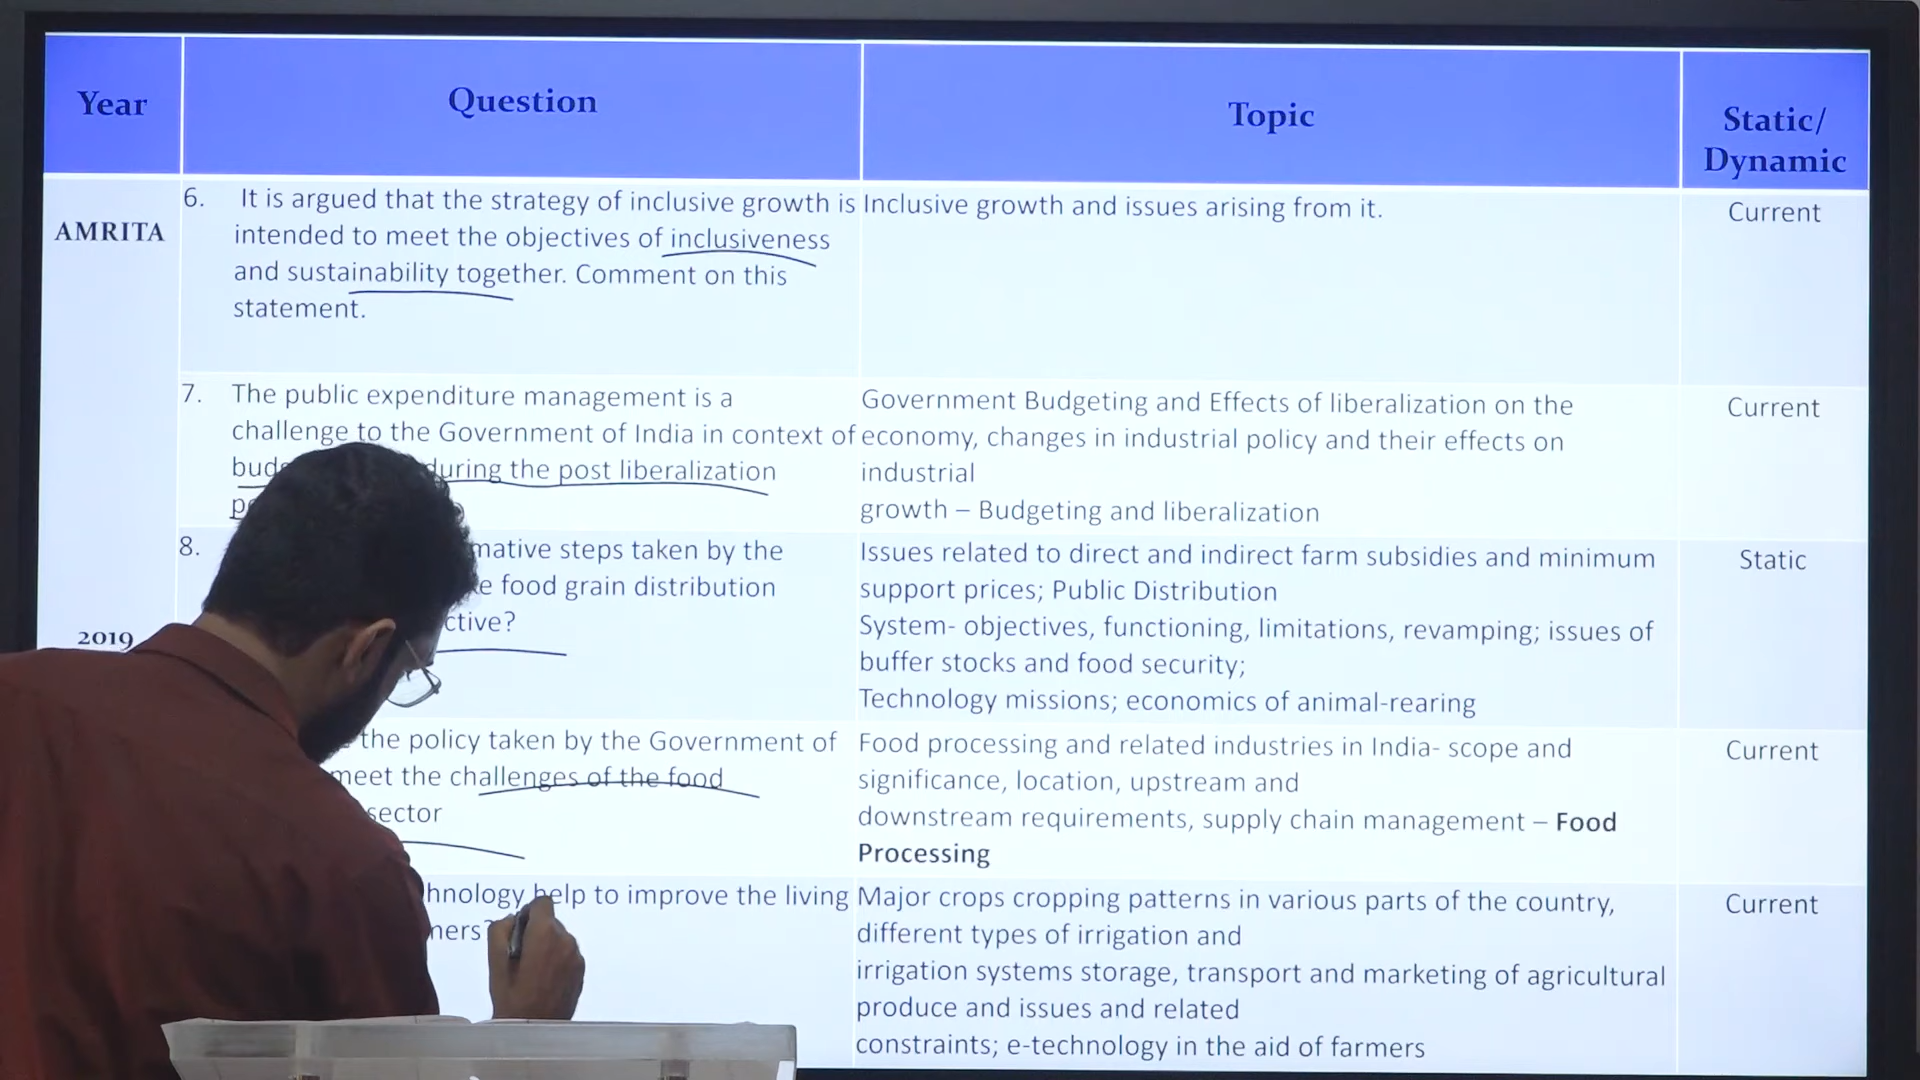 Year
Question
Topic
Static/
Dynamic
AMRITA
2019
6. It is argued that the strategy of inclusive growth is
intended to meet the objectives of inclusiveness
and sustainability together. Comment on this
statement.
Inclusive growth and issues arising from it.
Current
7. The public expenditure management is a
challenge to the Government of India in context of
during the post liberalization
Government Budgeting and Effects of liberalization on the
economy, changes in industrial policy and their effects on
industrial
growth – Budgeting and liberalization
Current
8.
steps taken by the
food grain distribution
Issues related to direct and indirect farm subsidies and minimum
support prices; Public Distribution
System- objectives, functioning, limitations, revamping; issues of
buffer stocks and food security;
Technology missions; economics of animal-rearing
Static
the policy taken by the Government of
meet the challenges of the food
sector
Food processing and related industries in India- scope and
significance, location, upstream and
downstream requirements, supply chain management – Food
Processing
Current
help to improve the living
Major crops cropping patterns in various parts of the country,
different types of irrigation and
irrigation systems storage, transport and marketing of agricultural
produce and issues and related
constraints; e-technology in the aid of farmers
Current